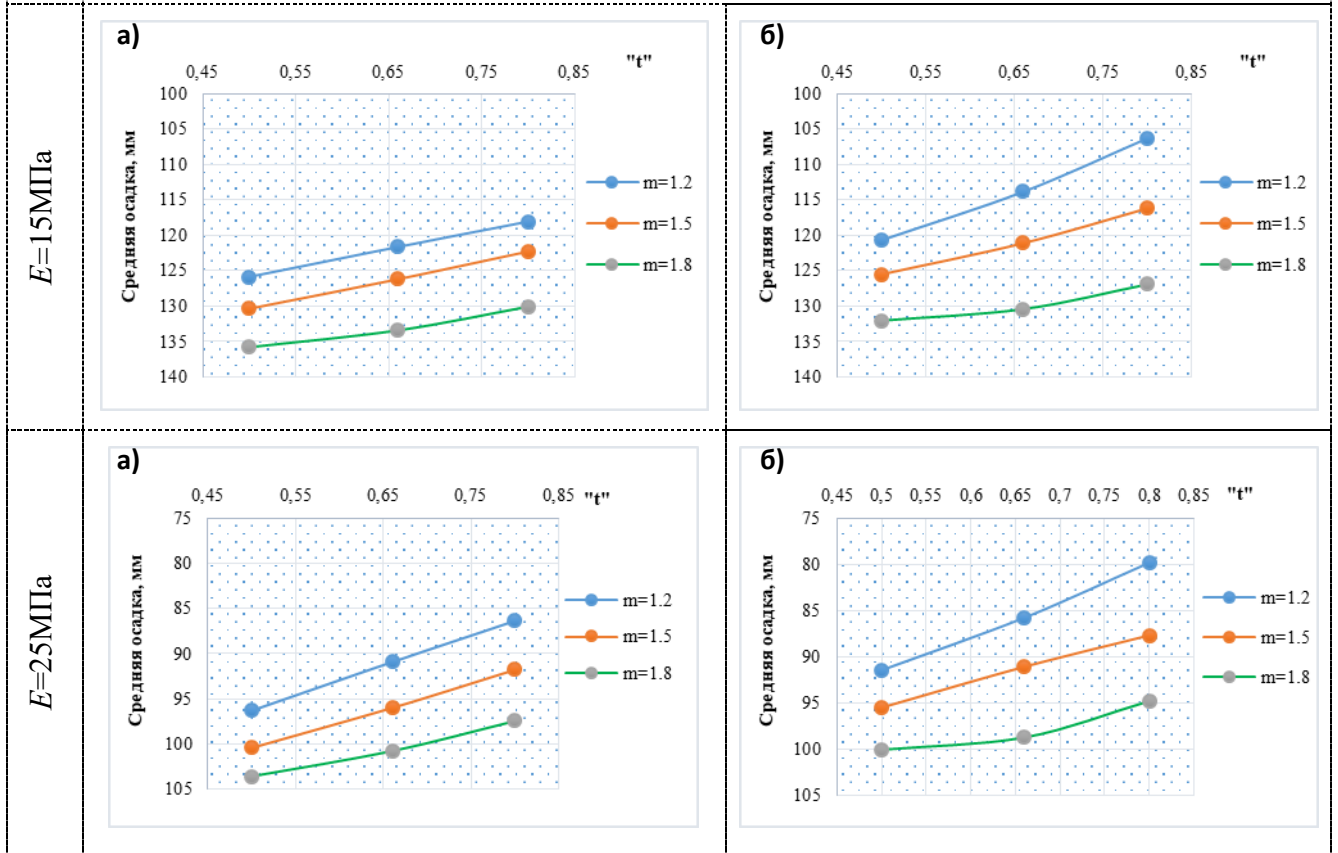 E=15МПа
а)
0,45 0,55 0,65 0,75 0,85 "t"
Средняя осадка, мм
100
105
110
115
120
125
130
135
140
m=1.2
m=1.5
m=1.8
б)
0,45 0,55 0,65 0,75 0,85 "t"
Средняя осадка, мм
100
105
110
115
120
125
130
135
140
m=1.2
m=1.5
m=1.8
E=25МПа
а)
0,45 0,55 0,65 0,75 0,85 "t"
Средняя осадка, мм
75
80
85
90
95
100
105
m=1.2
m=1.5
m=1.8
б)
0,45 0,5 0,55 0,6 0,65 0,7 0,75 0,8 0,85 "t"
Средняя осадка, мм
75
80
85
90
95
100
105
m=1.2
m=1.5
m=1.8